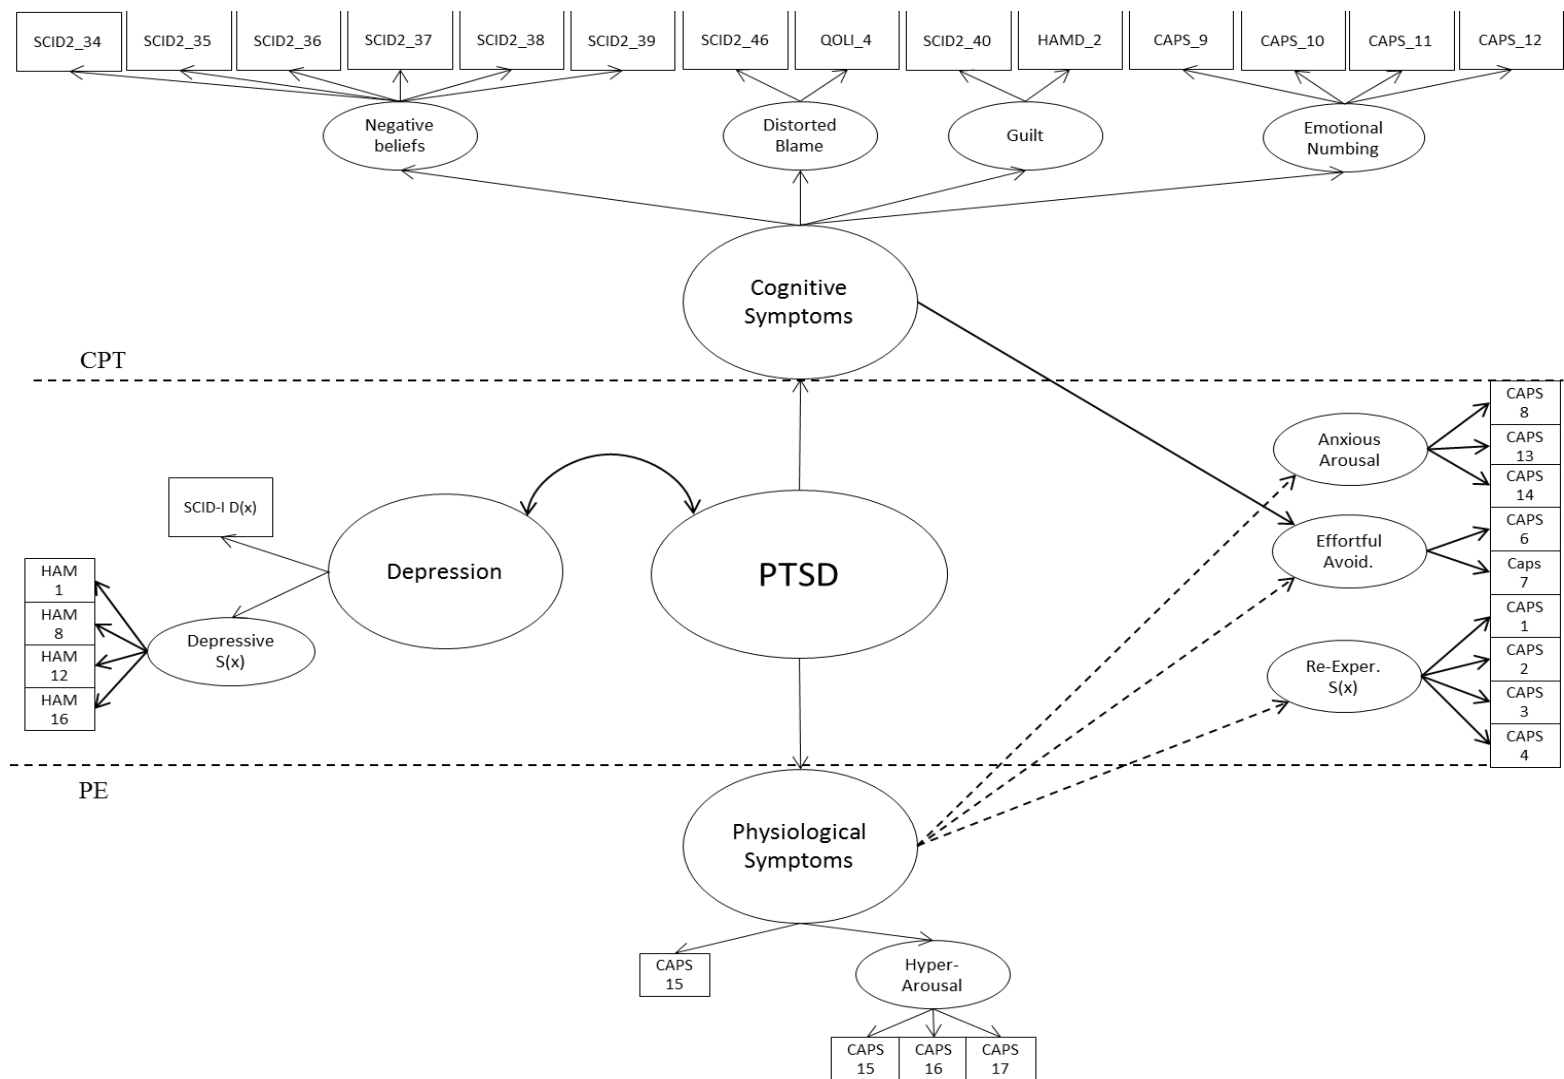 SCID2_34
SCID2_35
SCID2_36
SCID2_37
SCID2_38
SCID2_39
SCID2_46
QOLI_4
SCID2_40
HAMD_2
CAPS_9
CAPS_10
CAPS_11
CAPS_12
Negative
beliefs
Distorted
Blame
Guilt
Emotional
Numbing
Cognitive
Symptoms
CPT
CAPS
8
CAPS
13
CAPS
14
Anxious
Arousal
SCID-I D(x)
Depression
PTSD
Effortful
Avoid.
CAPS
6
Caps
7
HAM
1
HAM
8
HAM
12
HAM
16
Depressive
S(x)
Re-Exper.
S(x)
CAPS
1
CAPS
2
CAPS
3
CAPS
4
PE
Physiological
Symptoms
CAPS
15
Hyper-
Arousal
CAPS
15
CAPS
16
CAPS
17